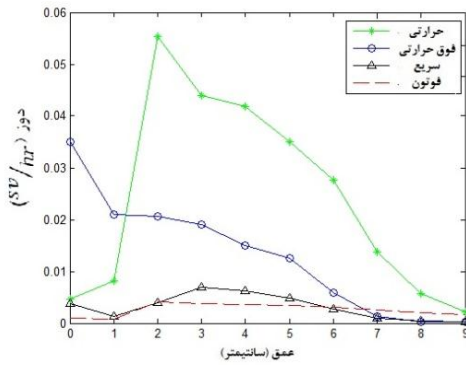 0.06
0.05
0.04
0.03
0.02
0.01
0
دوز (SV/hr)
حرارتی
فوق حرارتی
سریع
فوتون
0 1 2 3 4 5 6 7 8 9
عمق (سانتیمتر)